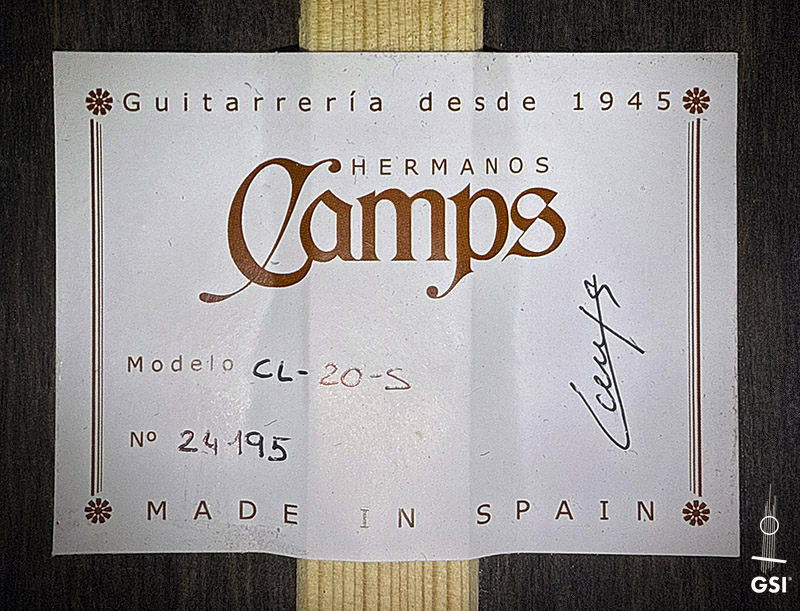 Guitarrería desde 1945
HERMANOS
Camps
Modelo CL-20-S
Nº 24195
Camps
MADE IN SPAIN
GSI